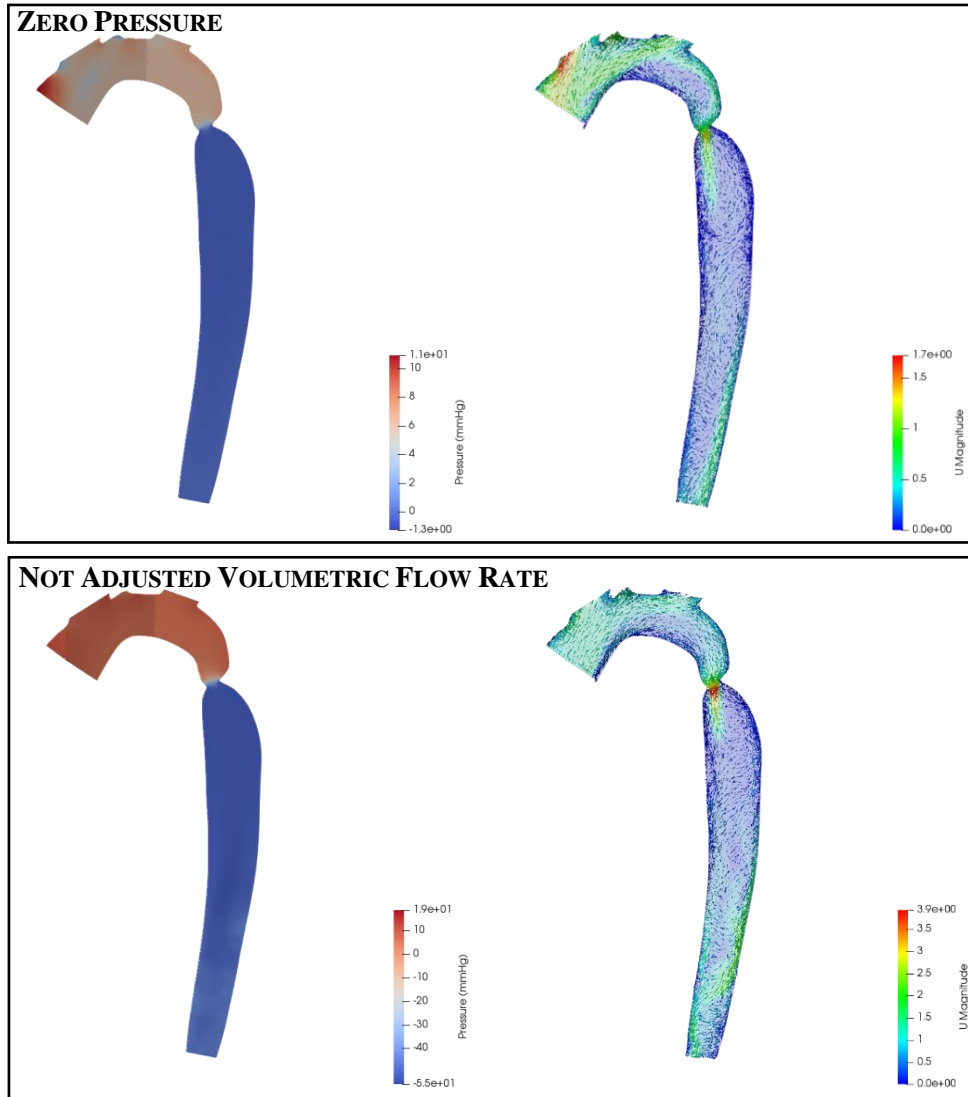 ZERO PRESSURE
1.1e+01
10
8
6
4
2
0
-1.3e+00
Pressure (mmHg)
1.7e+00
1.5
1
0.5
0.0e+00
U Magnitude
NOT ADJUSTED VOLUMETRIC FLOW RATE
1.9e+01
10
0
-10
-20
-30
-40
-5.5e+01
Pressure (mmHg)
3.9e+00
3.5
3
2.5
2
1.5
1
0.5
0.0e+00
U Magnitude